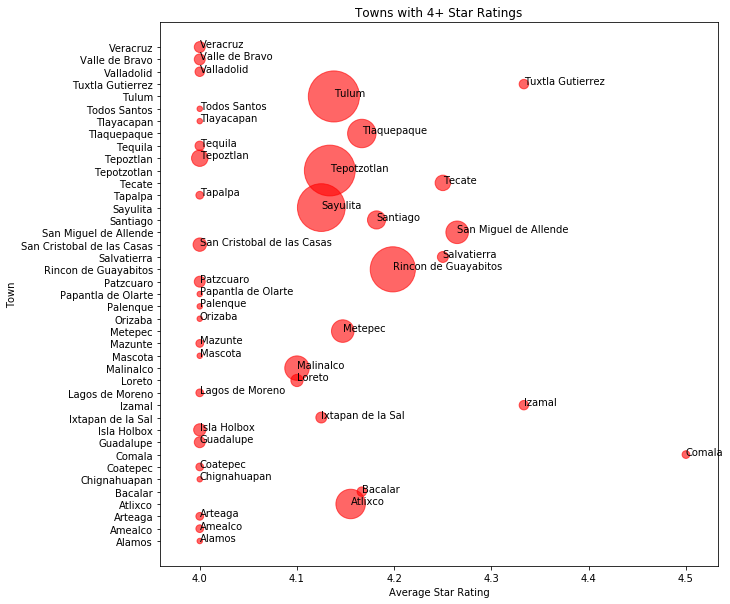 Towns with 4+ Star Ratings
Veracruz
Valle de Bravo
Valladolid
Tuxtla Gutierrez
Tulum
Todos Santos
Tlayacapan
Tlaquepaque
Tequila
Tepoztlan
Tepotzotlan
Tecate
Tapalpa
Sayulita
Santiago
San Miguel de Allende
San Cristobal de las Casas
Salvatierra
Rincon de Guayabitos
Patzcuaro
Papantla de Olarte
Palenque
Orizaba
Metepec
Mazunte
Mascota
Malinalco
Loreto
Lagos de Moreno
Izamal
Ixtapan de la Sal
Isla Holbox
Guadalupe
Comala
Coatepec
Chignahuapan
Bacalar
Atlixco
Arteaga
Amealco
Alamos
Town
Veracruz
Valle de Bravo
Valladolid
Tuxtla Gutierrez
Tulum
Todos Santos
Tlayacapan
Tlaquepaque
Tequila
Tepoztlan
Tepotzotlan
Tecate
Tapalpa
Sayulita
Santiago
San Miguel de Allende
San Cristobal de las Casas
Salvatierra
Rincon de Guayabitos
Patzcuaro
Papantla de Olarte
Palenque
Orizaba
Metepec
Mazunte
Mascota
Malinalco
Loreto
Lagos de Moreno
Izamal
Ixtapan de la Sal
Isla Holbox
Guadalupe
Comala
Coatepec
Chignahuapan
Bacalar
Atlixco
Arteaga
Amealco
Alamos
4.0 4.1 4.2 4.3 4.4 4.5
Average Star Rating